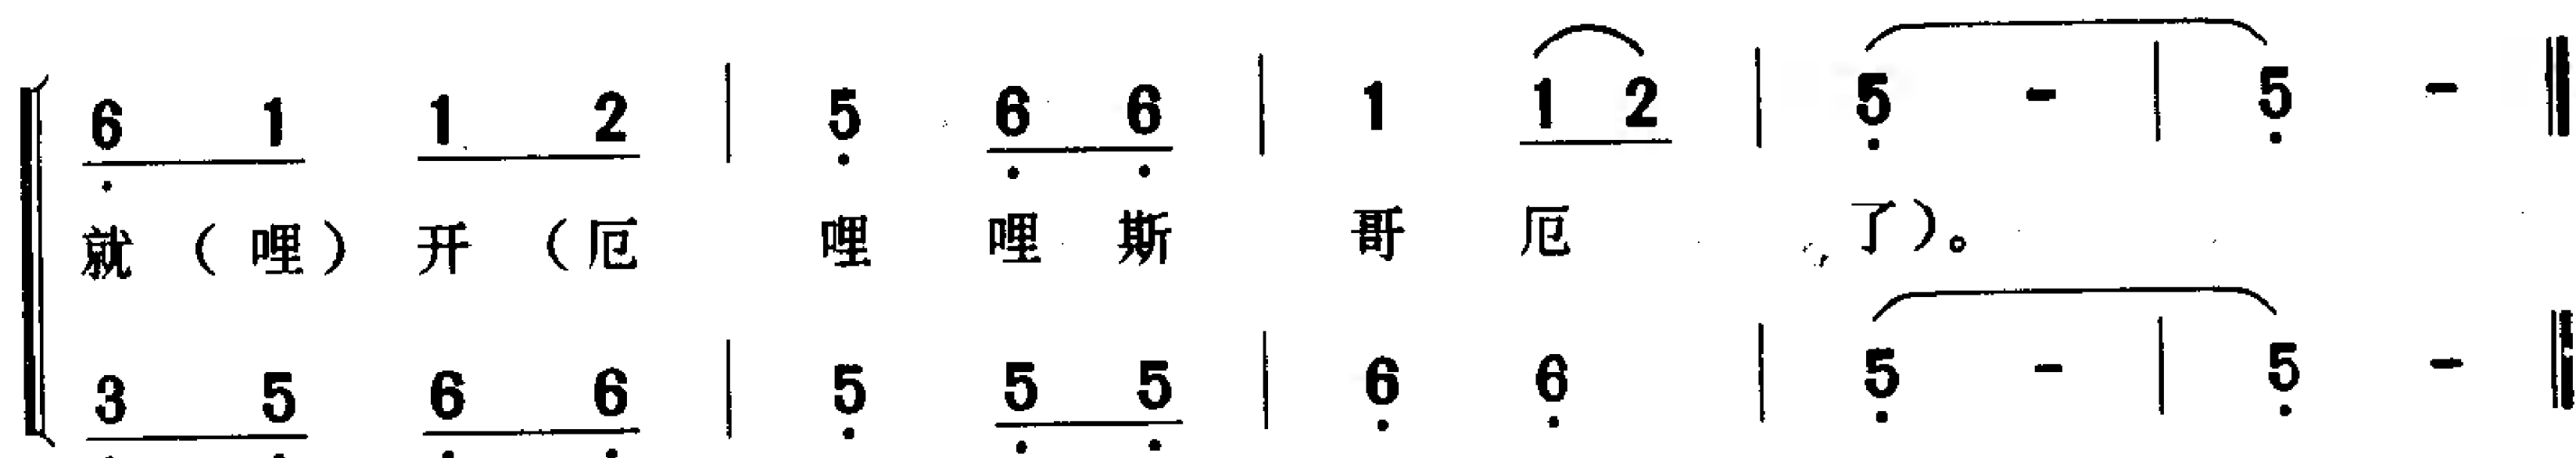 6̣ 1 1 2 | 5̣ 6̣ 6̣ | 1 1 2 | 5̣ - | 5̣ - ‖
就（哩）开（厄 哩 哩 斯 哥 厄 了）。
3̣ 5̣ 6̣ 6̣ | 5̣ 5̣ 5̣ | 6̣ 6̣ | 5̣ - | 5̣ - ‖